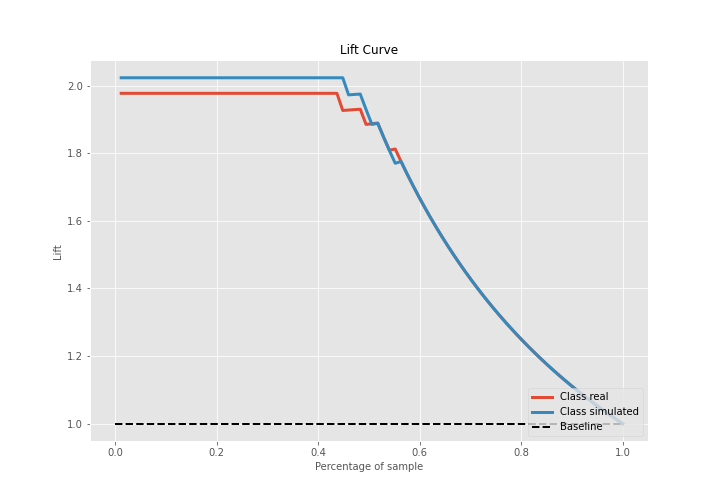 Lift Curve
2.0
1.8
1.6
1.4
1.2
1.0
Lift
0.0 0.2 0.4 0.6 0.8 1.0
Percentage of sample
Class real
Class simulated
Baseline